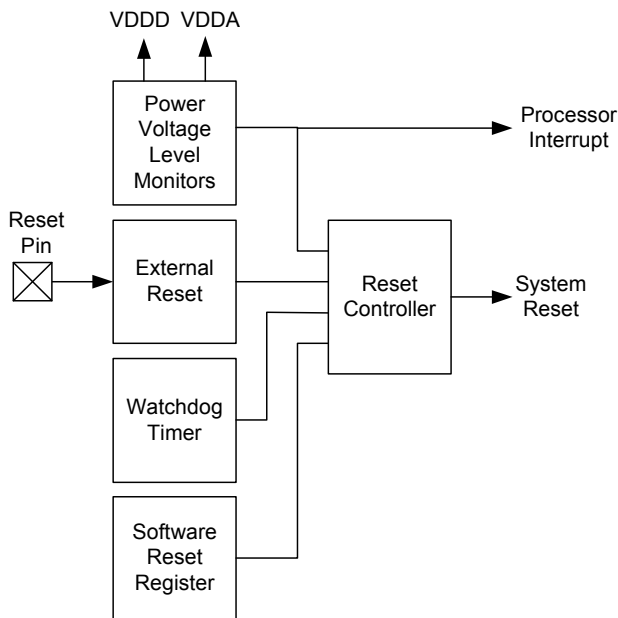 VDDD VDDA
Power
Voltage
Level
Monitors
Processor
Interrupt
Reset
Pin
External
Reset
Reset
Controller
System
Reset
Watchdog
Timer
Software
Reset
Register